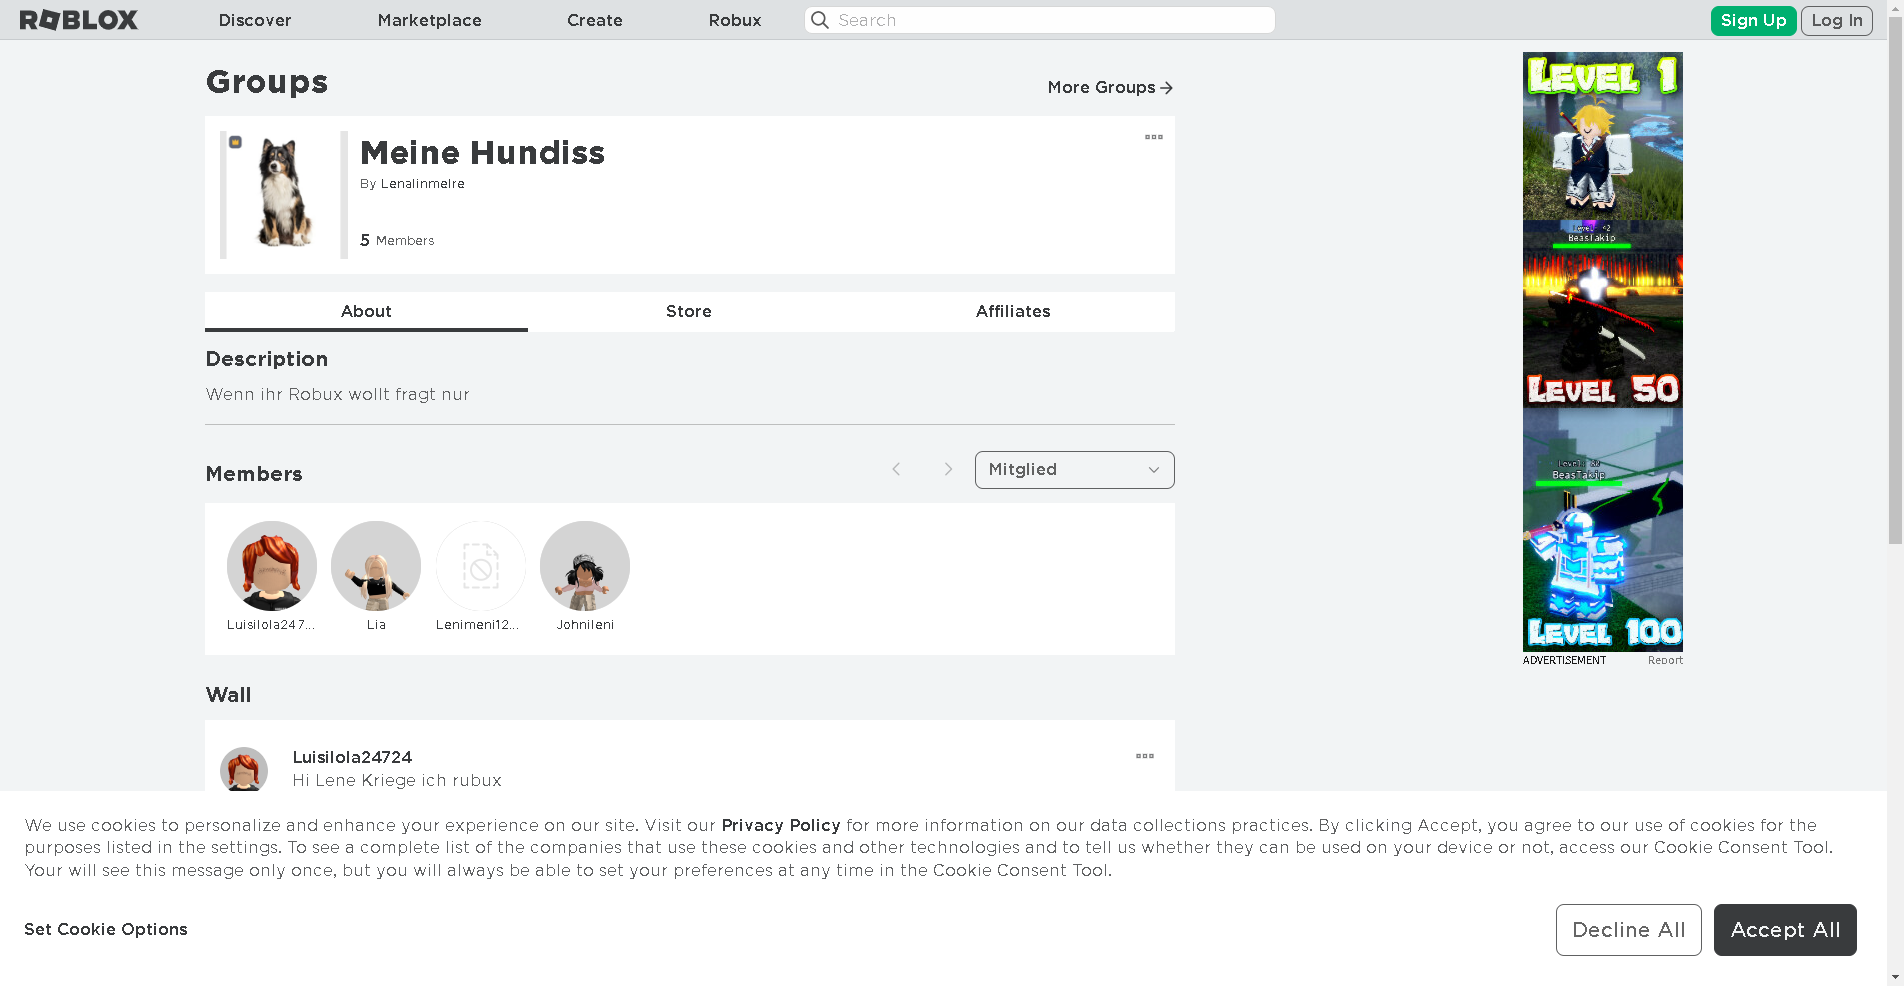 ROBLOX
Discover
Marketplace
Create
Robux
Search
Sign Up
Log In
Groups
More Groups
Meine Hundiss
By Lenalinmelre
5 Members
About
Store
Affiliates
Description
Wenn ihr Robux wollt fragt nur
Members
Mitglied
Luisilola247...
Lia
Lenimeni12...
Johnileni
Wall
Luisilola24724
Hi Lene Kriege ich rubux
LEVEL 1
BeasTakip
LEVEL 50
BeasTakip
LEVEL 100
ADVERTISEMENT
Report
We use cookies to personalize and enhance your experience on our site. Visit our Privacy Policy for more information on our data collections practices. By clicking Accept, you agree to our use of cookies for the
purposes listed in the settings. To see a complete list of the companies that use these cookies and other technologies and to tell us whether they can be used on your device or not, access our Cookie Consent Tool.
Your will see this message only once, but you will always be able to set your preferences at any time in the Cookie Consent Tool.
Set Cookie Options
Decline All
Accept All